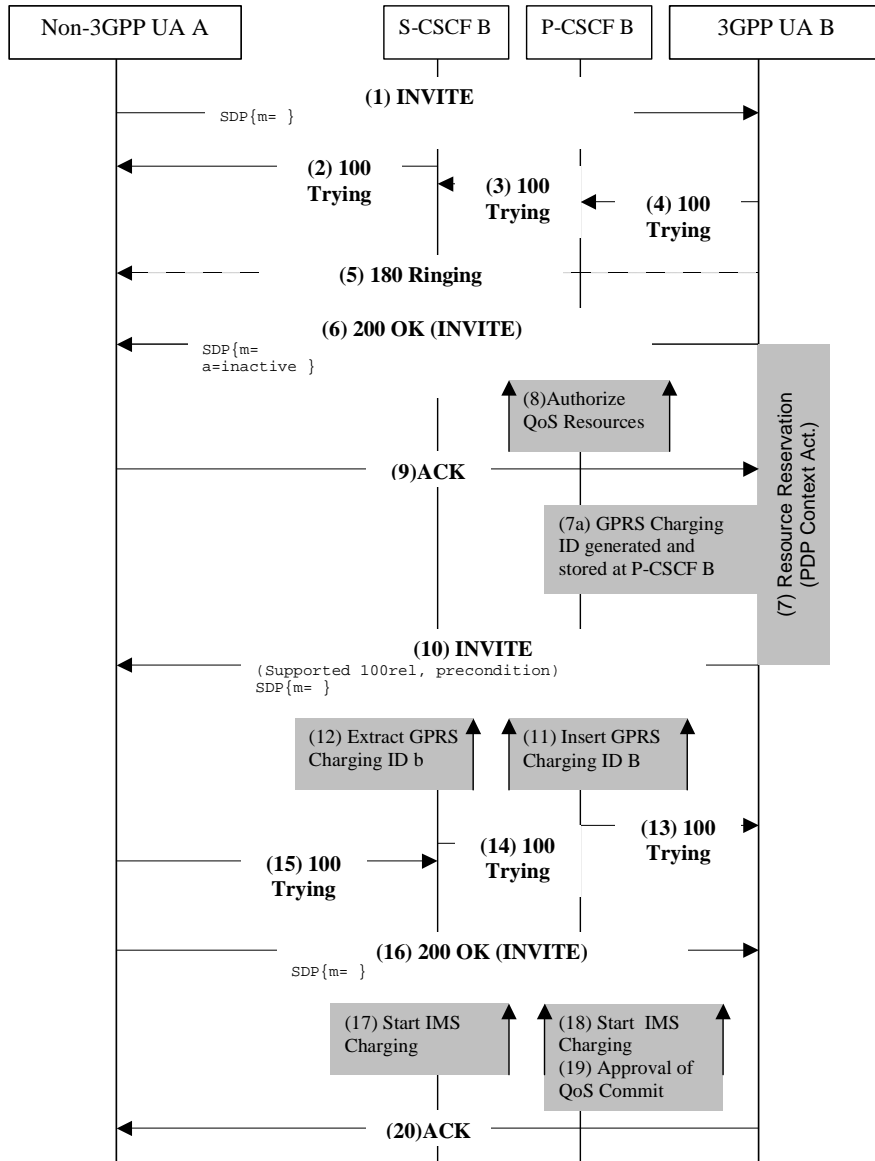 Non-3GPP UA A
S-CSCF B
P-CSCF B
3GPP UA B
(1) INVITE
SDP{m= }
(2) 100
Trying
(3) 100
Trying
(4) 100
Trying
(5) 180 Ringing
(6) 200 OK (INVITE)
SDP{m=
a=inactive }
(8)Authorize
QoS Resources
(9)ACK
(7) Resource Reservation
(PDP Context Act.)
(7a) GPRS Charging
ID generated and
stored at P-CSCF B
(10) INVITE
(Supported 100rel, precondition)
SDP{m= }
(12) Extract GPRS
Charging ID b
(11) Insert GPRS
Charging ID B
(13) 100
Trying
(14) 100
Trying
(15) 100
Trying
(16) 200 OK (INVITE)
SDP{m= }
(17) Start IMS
Charging
(18) Start  IMS
Charging
(19) Approval of
QoS Commit
(20)ACK